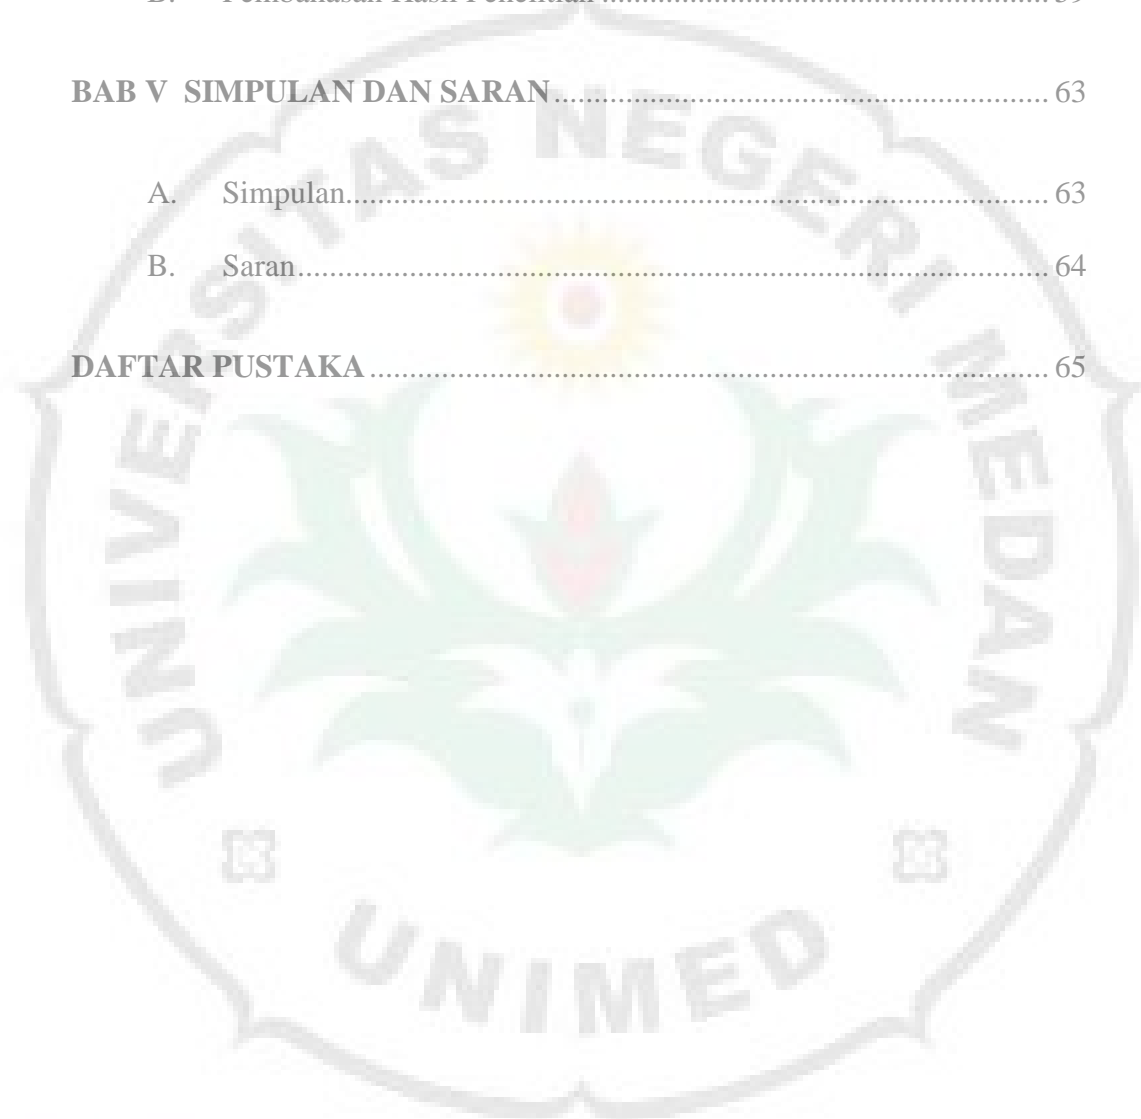 BAB V SIMPULAN DAN SARAN ........................................................ 63
A. Simpulan ........................................................ 63
B. Saran ........................................................ 64
DAFTAR PUSTAKA ........................................................ 65
UNIVERSITAS NEGERI MEDAN
UNIMED